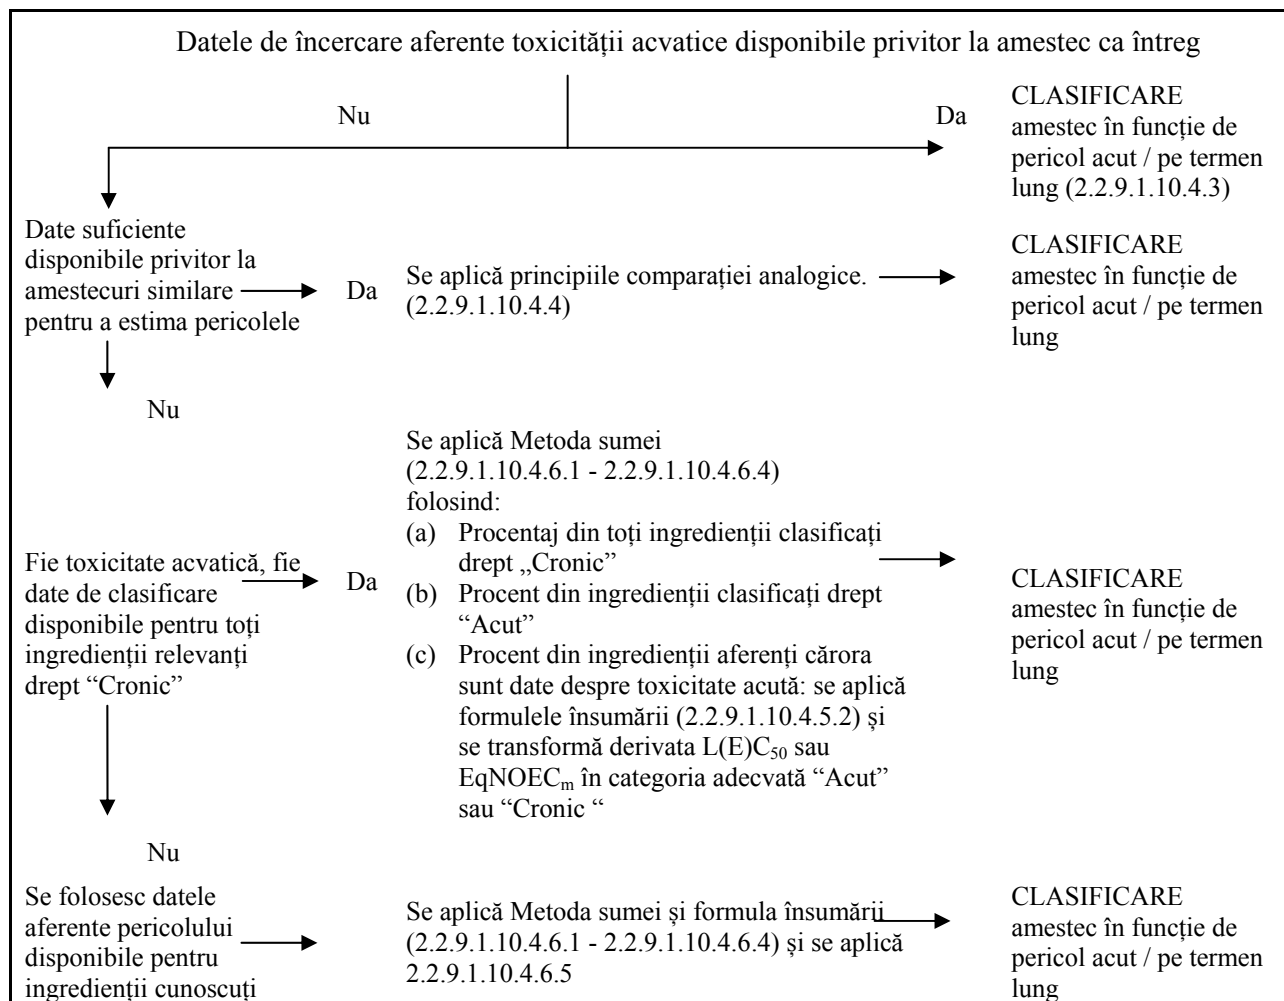 Datele de încercare aferente toxicității acvatice disponibile privitor la amestec ca întreg
Nu
Da
CLASIFICARE
amestec în funcție de
pericol acut / pe termen
lung (2.2.9.1.10.4.3)
Date suficiente
disponibile privitor la
amestecuri similare
pentru a estima pericolele
Da
Se aplică principiile comparației analogice.
(2.2.9.1.10.4.4)
CLASIFICARE
amestec în funcție de
pericol acut / pe termen
lung
Nu
Fie toxicitate acvatică, fie
date de clasificare
disponibile pentru toți
ingredienții relevanți
drept “Cronic”
Da
Se aplică Metoda sumei
(2.2.9.1.10.4.6.1 - 2.2.9.1.10.4.6.4)
folosind:
(a) Procentaj din toți ingredienții clasificați
drept „Cronic”
(b) Procent din ingredienții clasificați drept
“Acut”
(c) Procent din ingredienții aferenți cărora
sunt date despre toxicitate acută: se aplică
formulele însumării (2.2.9.1.10.4.5.2) și
se transformă derivata L(E)C₅₀ sau
EqNOECₘ în categoria adecvată “Acut”
sau “Cronic “
CLASIFICARE
amestec în funcție de
pericol acut / pe termen
lung
Nu
Se folosesc datele
aferente pericolului
disponibile pentru
ingredienții cunoscuți
Se aplică Metoda sumei și formula însumării
(2.2.9.1.10.4.6.1 - 2.2.9.1.10.4.6.4) și se aplică
2.2.9.1.10.4.6.5
CLASIFICARE
amestec în funcție de
pericol acut / pe termen
lung